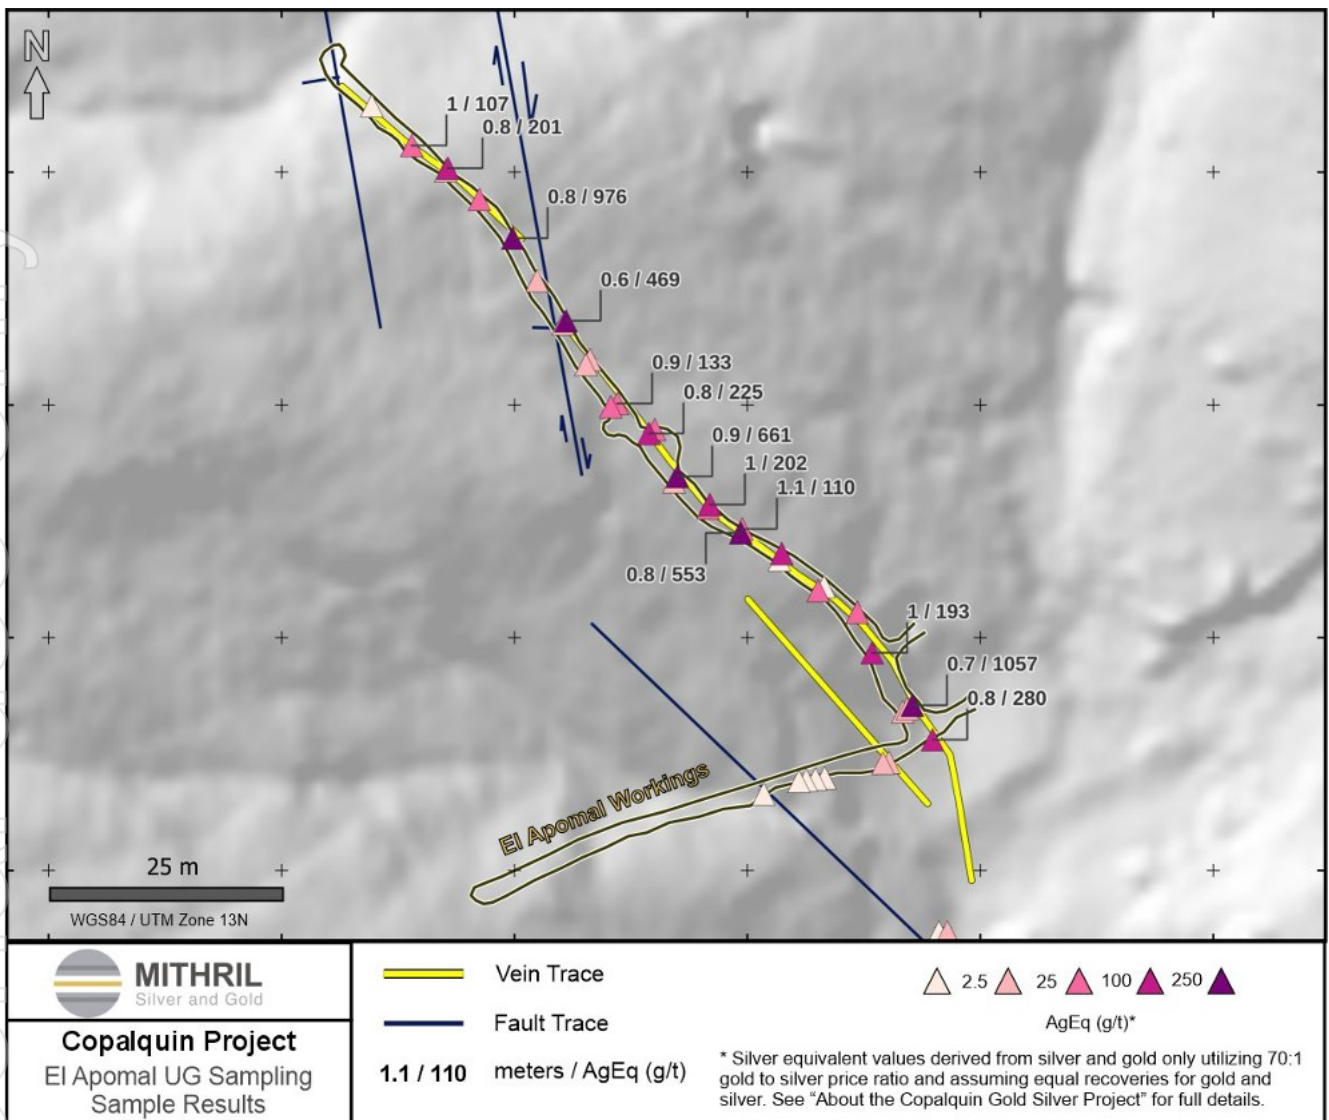 N
1 / 107
0.8 / 201
0.8 / 976
0.6 / 469
0.9 / 133
0.8 / 225
0.9 / 661
1 / 202
1.1 / 110
0.8 / 553
1 / 193
0.7 / 1057
0.8 / 280
El Apomal Workings
25 m
WGS84 / UTM Zone 13N
MITHRIL
Silver and Gold
Copalquin Project
El Apomal UG Sampling
Sample Results
Vein Trace
Fault Trace
1.1 / 110 meters / AgEq (g/t)
2.5 25 100 250
AgEq (g/t)*
* Silver equivalent values derived from silver and gold only utilizing 70:1
gold to silver price ratio and assuming equal recoveries for gold and
silver. See “About the Copalquin Gold Silver Project” for full details.